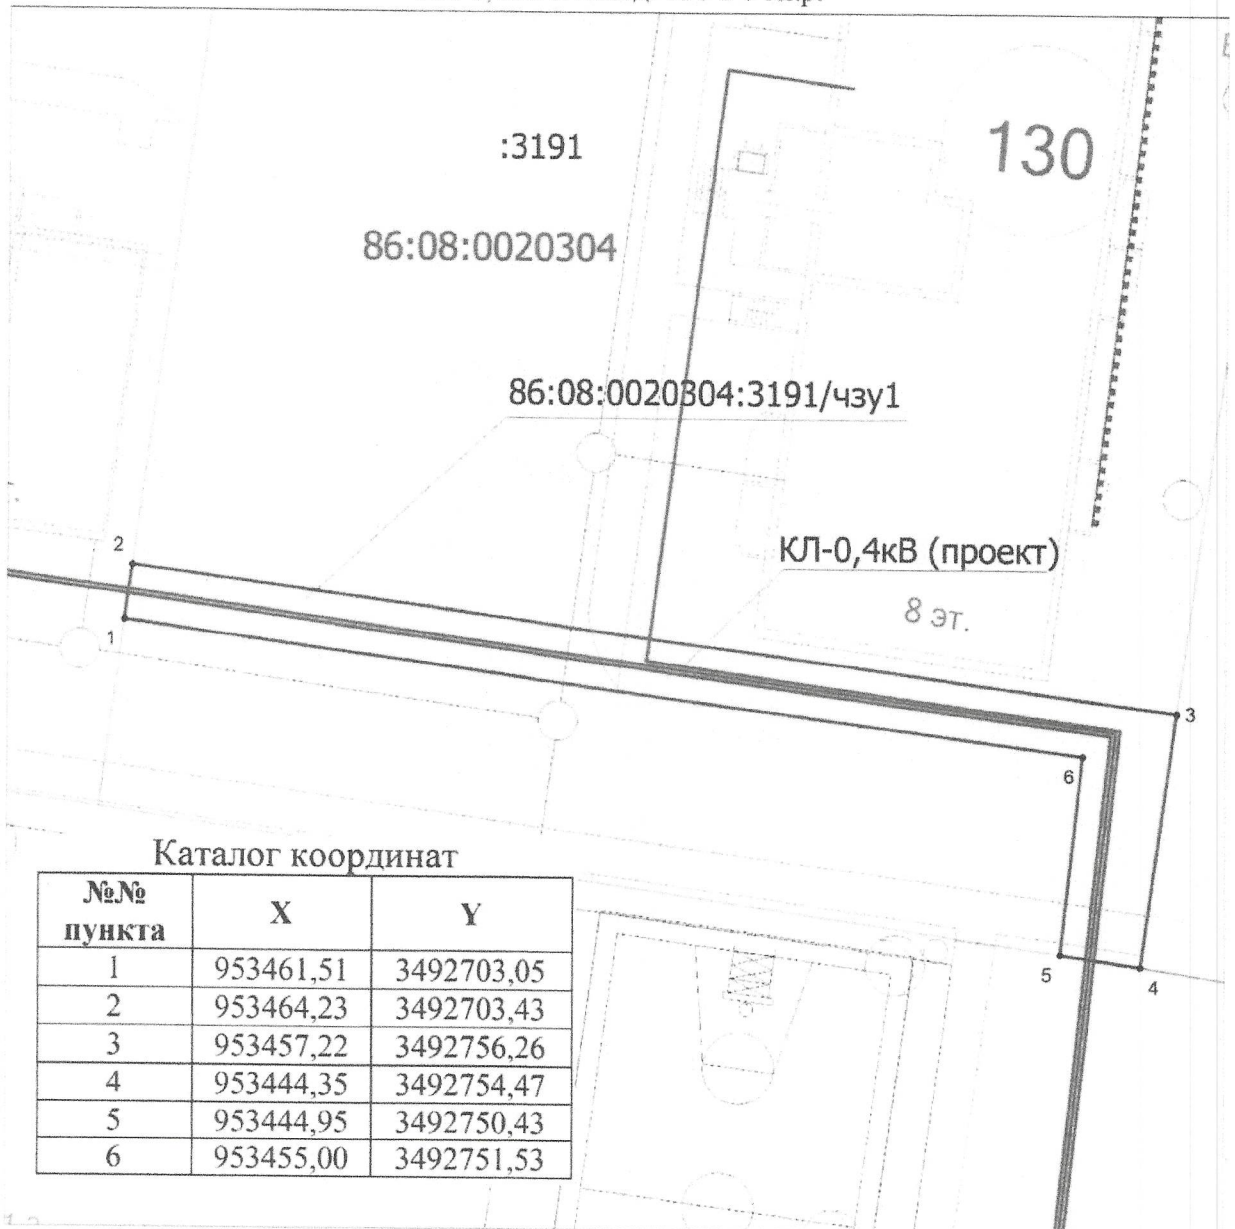 :3191
130
86:08:0020304
86:08:0020304:3191/чзу1
КЛ-0,4кВ (проект)
8 эт.
2
1
3
6
5
4
Каталог координат
№№ пункта X Y
1 953461,51 3492703,05
2 953464,23 3492703,43
3 953457,22 3492756,26
4 953444,35 3492754,47
5 953444,95 3492750,43
6 953455,00 3492751,53